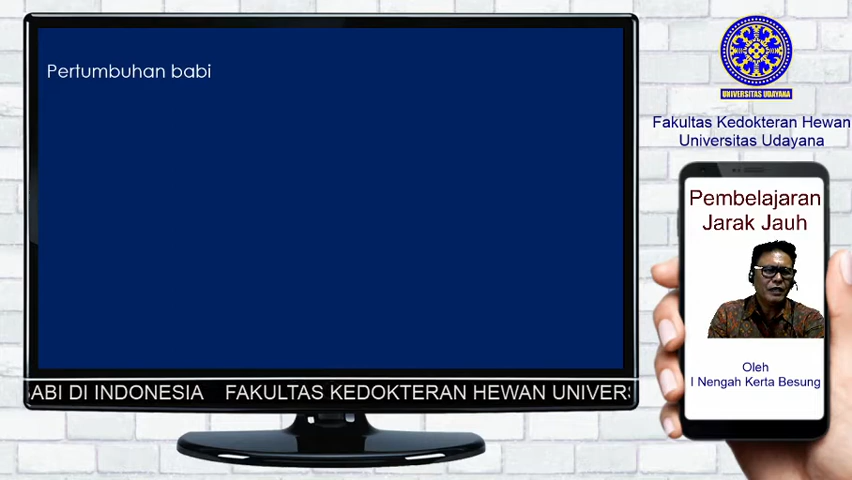 Pertumbuhan babi
ABI DI INDONESIA FAKULTAS KEDOKTERAN HEWAN UNIVERS
UNIVERSITAS UDAYANA
Fakultas Kedokteran Hewan
Universitas Udayana
Pembelajaran
Jarak Jauh
Oleh
I Nengah Kerta Besung